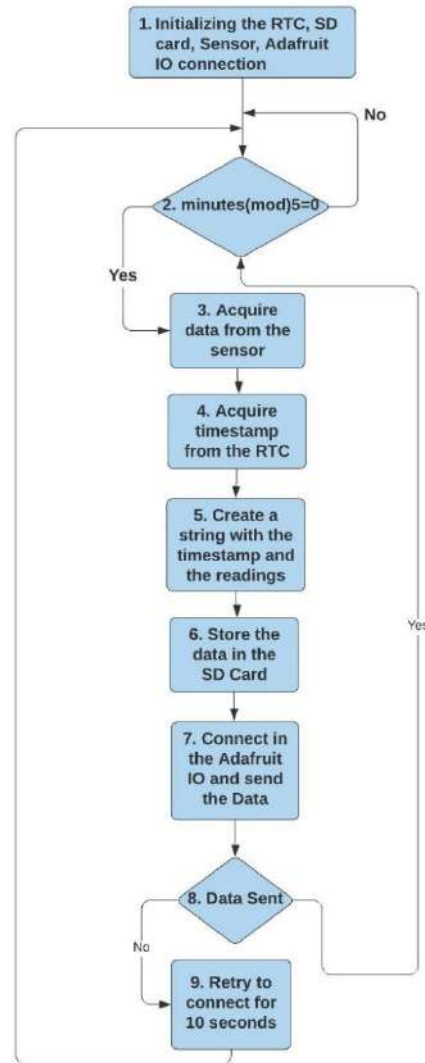 1. Initializing the RTC, SD
card, Sensor, Adafruit
IO connection
No
2. minutes(mod)5=0
Yes
3. Acquire
data from the
sensor
4. Acquire
timestamp
from the RTC
5. Create a
string with the
timestamp and
the readings
6. Store the
data in the
SD Card
Yes
7. Connect in
the Adafruit
IO and send
the Data
8. Data Sent
No
9. Retry to
connect for
10 seconds